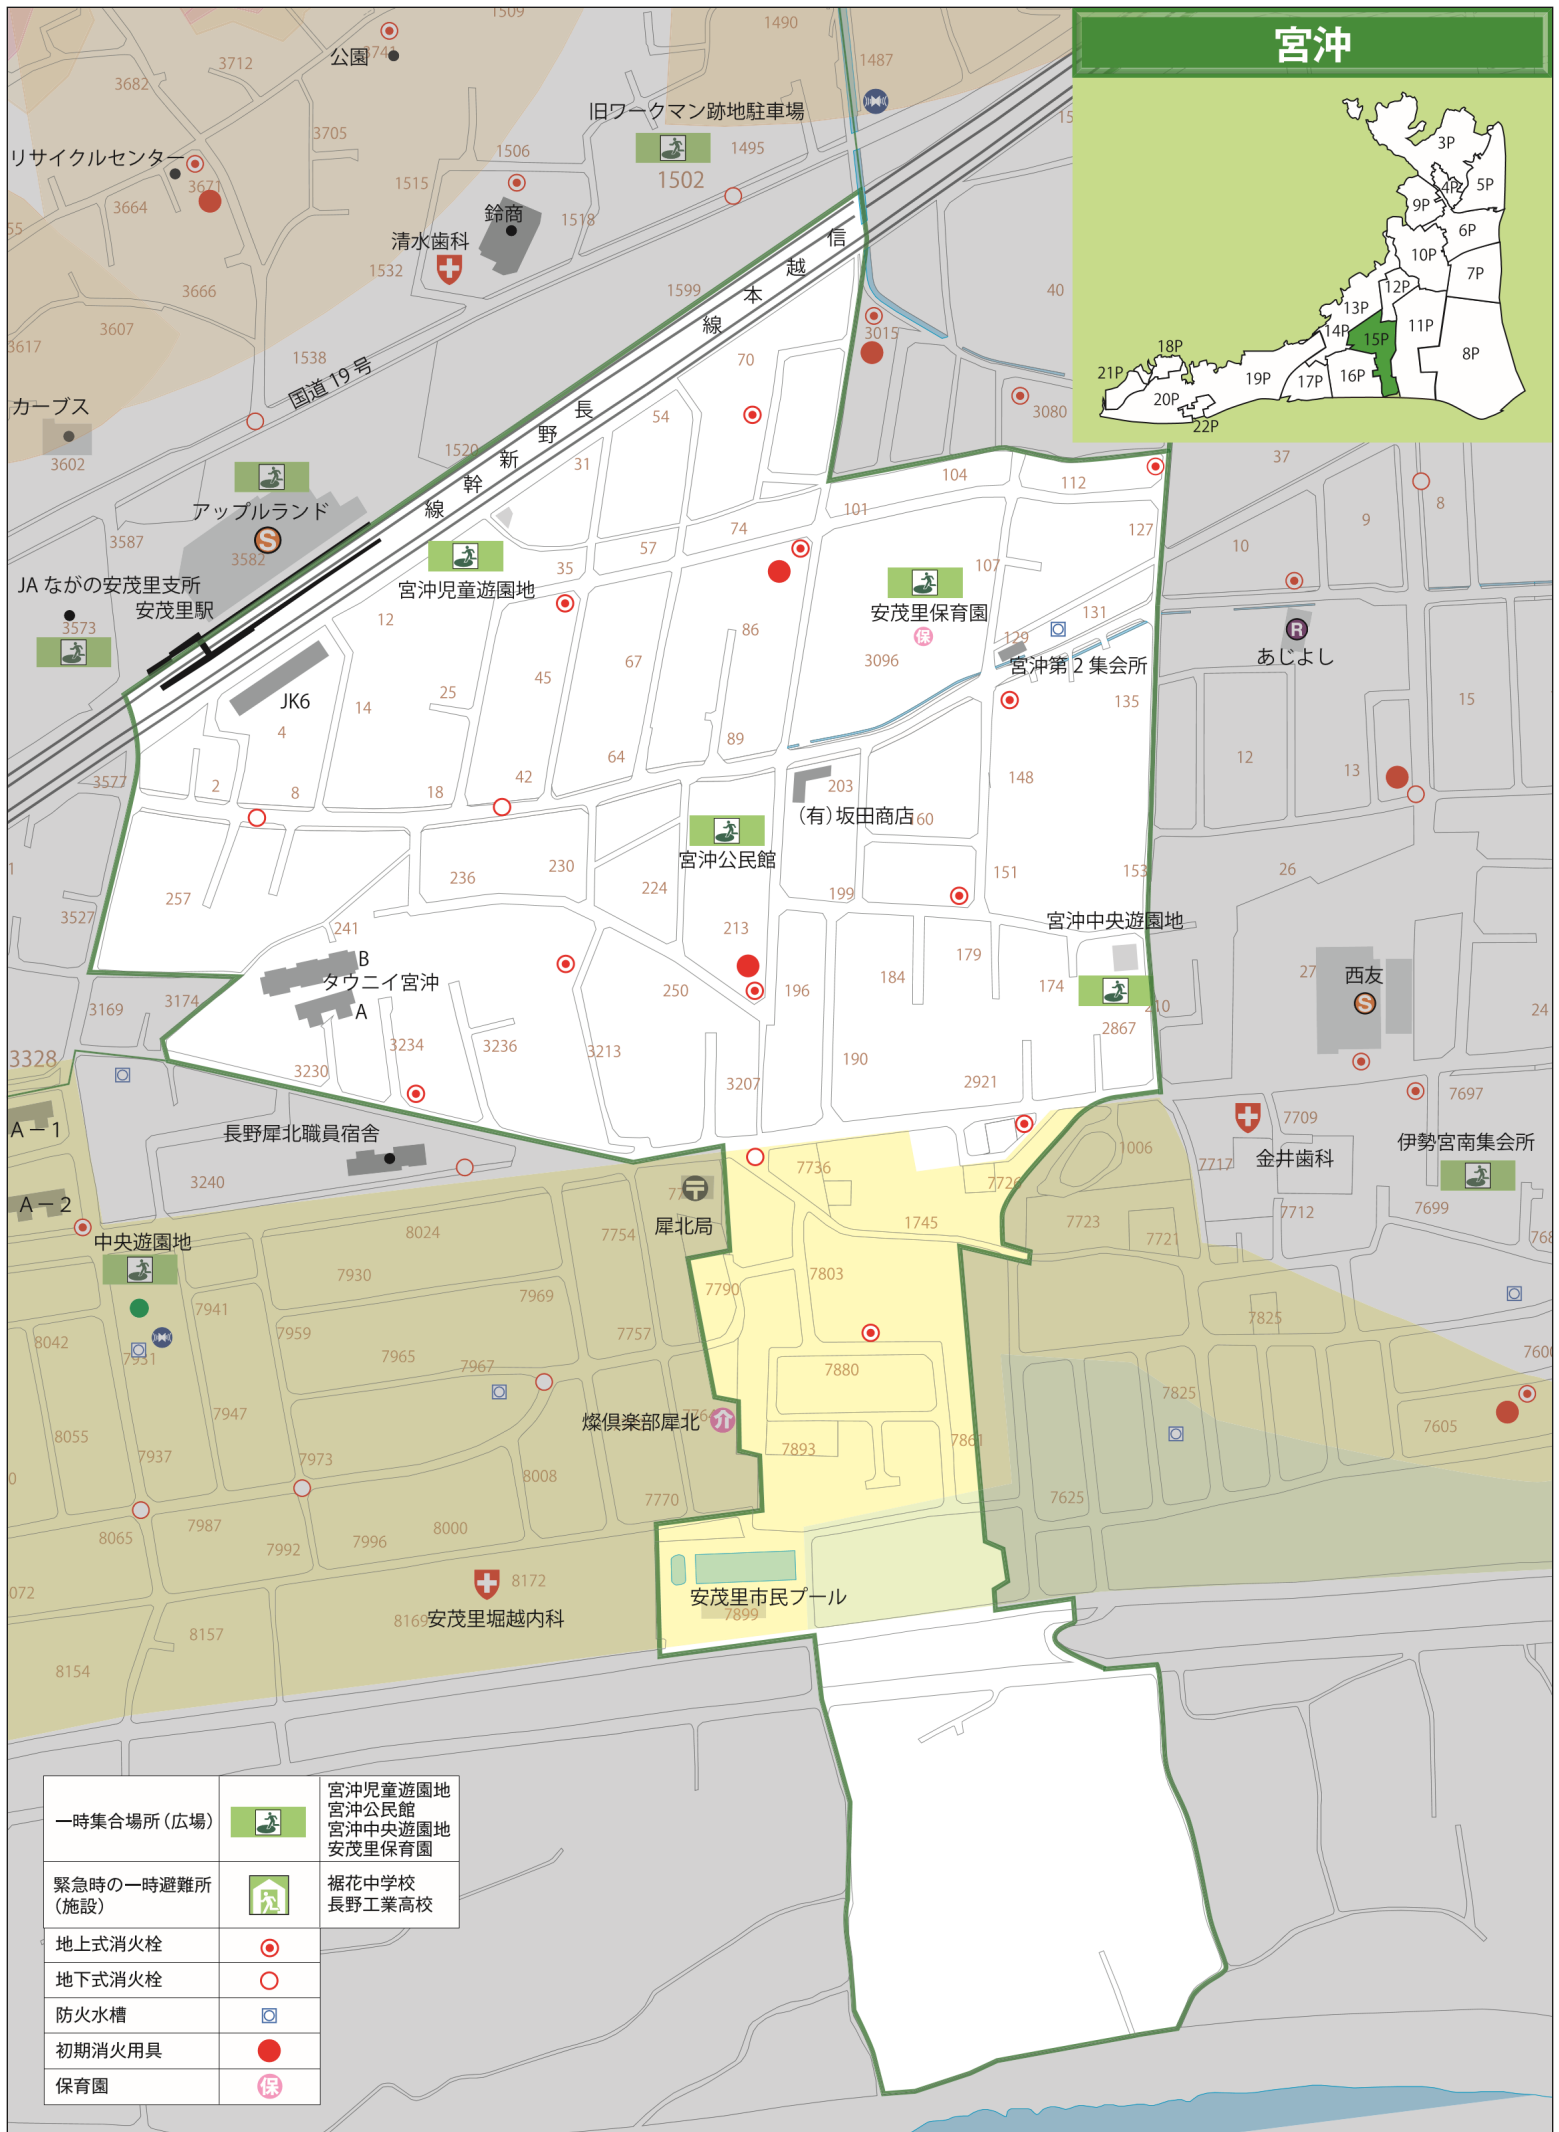 宮沖
1509
1490
3741
公園
3712
1487
3682
旧ワークマン跡地駐車場
3705
1506
1495
リサイクルセンター
1502
3671
1515
3664
鈴商
1518
清水歯科
信
1532
越
3666
1599
本
40
線
3015
3607
3617
1538
70
国道19号
カーブス
長
54
3080
3602
野
1520
新
31
幹
線
104
112
101
アップルランド
3587
3582
74
127
57
107
35
JAながの安茂里支所
安茂里駅
3573
宮沖児童遊園地
安茂里保育園
12
131
129
86
保
3096
67
宮沖第2集会所
45
25
14
JK6
135
4
89
64
3577
2
8
18
42
203
148
(有)坂田商店
160
宮沖公民館
236
230
151
153
257
224
199
3527
241
213
宮沖中央遊園地
B
タウニイ宮沖
A
179
184
174
250
196
210
3169
3174
2867
3328
3234
3236
3213
190
3230
3207
2921
3P
4P
5P
9P
6P
10P
7P
12P
13P
11P
14P
15P
8P
18P
21P
19P
16P
17P
20P
22P
37
8
9
10
R
あじよし
15
12
13
26
27
西友
S
24
7697
7709
金井歯科
伊勢宮南集会所
7717
7699
7712
A－1
長野犀北職員宿舎
3240
7736
1006
7726
A－2
犀北局
1745
7723
7721
中央遊園地
8024
7754
7930
7803
7790
7969
7941
7825
8042
7959
7757
7931
7965
7967
7880
7825
7947
燦倶楽部犀北
介
8055
7893
7861
7605
7937
7973
8008
7770
7625
7987
8000
8065
7996
7992
8172
安茂里市民プール
安茂里堀越内科
8169
7899
8157
8154
一時集合場所(広場)
宮沖児童遊園地
宮沖公民館
宮沖中央遊園地
安茂里保育園
緊急時の一時避難所
(施設)
裾花中学校
長野工業高校
地上式消火栓
地下式消火栓
防火水槽
初期消火用具
保育園
保